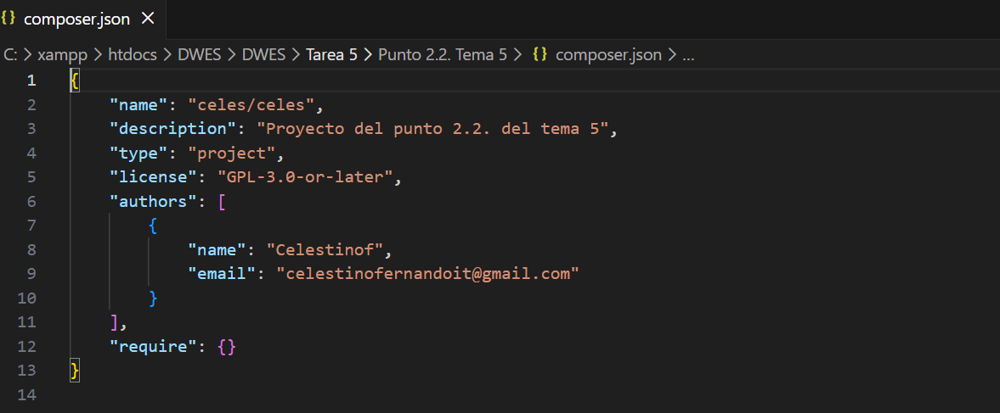 {} composer.json ×
C: > xampp > htdocs > DWES > DWES > Tarea 5 > Punto 2.2. Tema 5 > {} composer.json > ...
1 {
2     "name": "celes/celes",
3     "description": "Proyecto del punto 2.2. del tema 5",
4     "type": "project",
5     "license": "GPL-3.0-or-later",
6     "authors": [
7         {
8             "name": "Celestinof",
9             "email": "celestinofernandoit@gmail.com"
10         }
11     ],
12     "require": {}
13 }
14